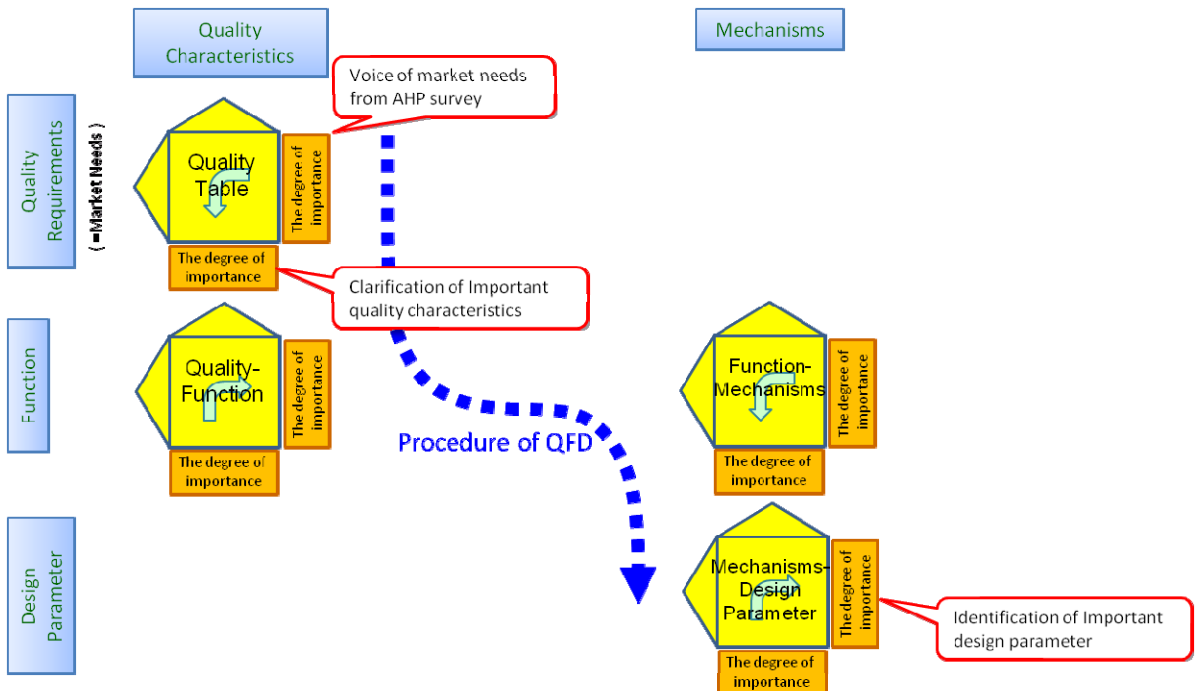 Quality
Characteristics
Mechanisms
Voice of market needs
from AHP survey
Quality
Requirements
( =Market Needs )
Quality
Table
The degree of
importance
The degree of
importance
Clarification of Important
quality characteristics
Function
Quality-
Function
The degree of
importance
The degree of
importance
Procedure of QFD
Function-
Mechanisms
The degree of
importance
The degree of
importance
Design
Parameter
Mechanisms-
Design
Parameter
The degree of
importance
The degree of
importance
Identification of Important
design parameter